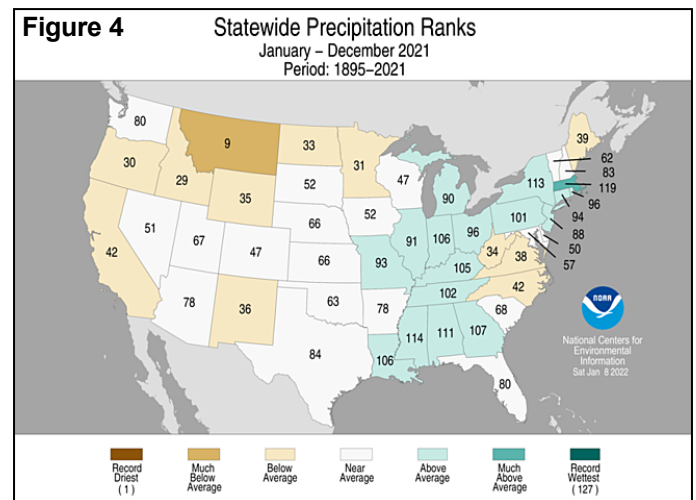 Figure 4
Statewide Precipitation Ranks
January – December 2021
Period: 1895–2021
80
9
33
39
30
29
31
62
83
119
96
94
88
50
57
35
52
47
90
113
42
51
67
47
66
52
66
93
91
106
96
101
34
38
105
78
36
63
78
102
42
68
84
106
114
111
107
80
NOAA
National Centers for
Environmental
Information
Sat Jan 8 2022
Record
Driest
(1)
Much
Below
Average
Below
Average
Near
Average
Above
Average
Much
Above
Average
Record
Wettest
(127)